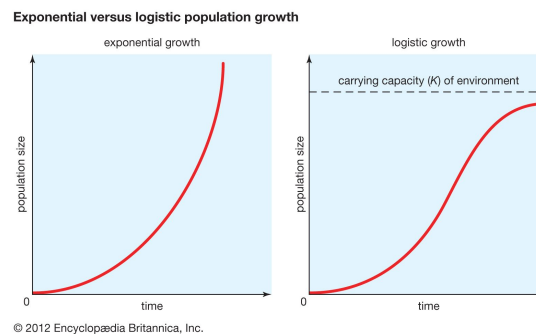 Exponential versus logistic population growth
exponential growth
population size
0
time
logistic growth
carrying capacity (K) of environment
population size
0
time
© 2012 Encyclopædia Britannica, Inc.